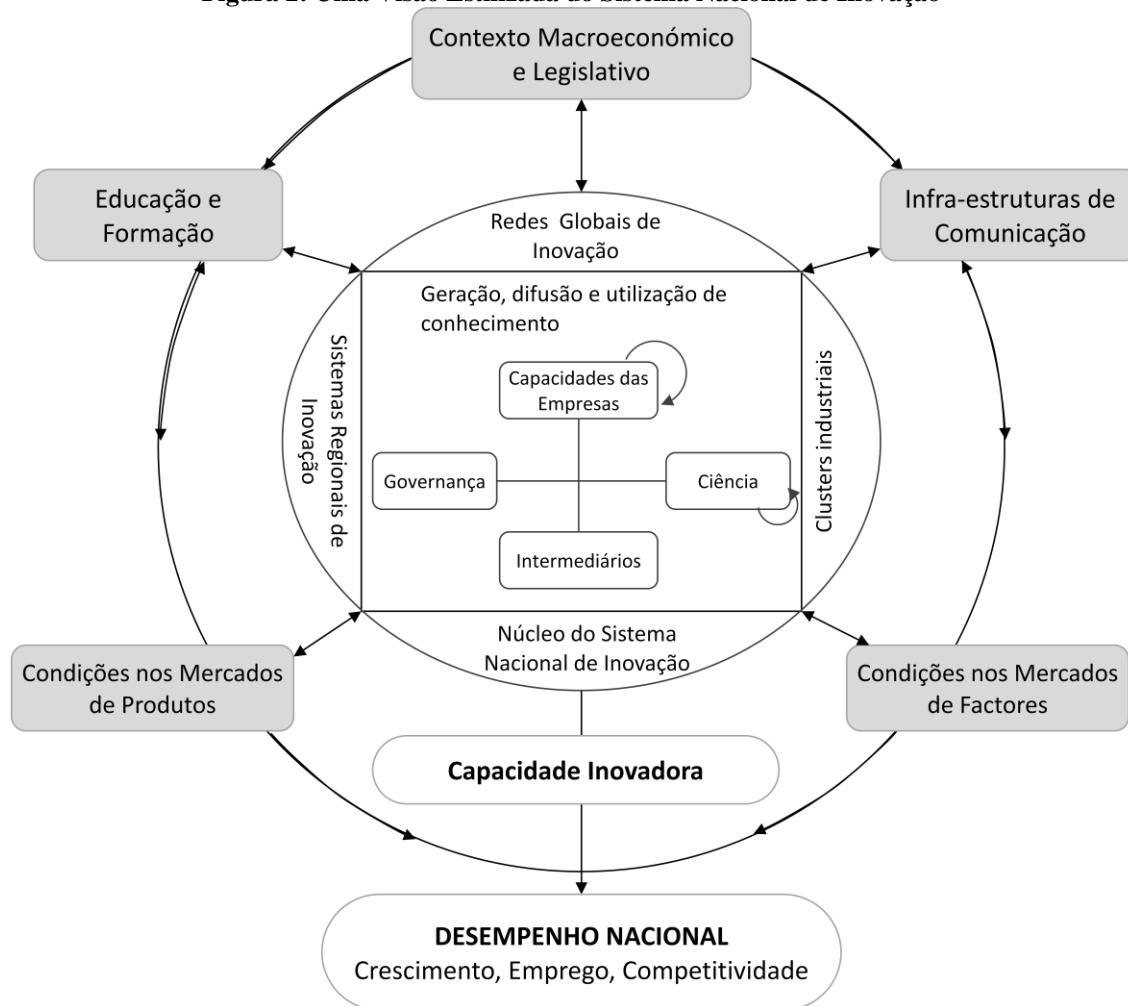 Contexto Macroeconómico
e Legislativo
Educação e
Formação
Infra-estruturas de
Comunicação
Redes Globais de
Inovação
Geração, difusão e utilização de
conhecimento
Sistemas Regionais de
Inovação
Capacidades das
Empresas
Governança
Ciência
Intermediários
Clusters industriais
Núcleo do Sistema
Nacional de Inovação
Condições nos Mercados
de Produtos
Condições nos Mercados
de Factores
Capacidade Inovadora
DESEMPENHO NACIONAL
Crescimento, Emprego, Competitividade